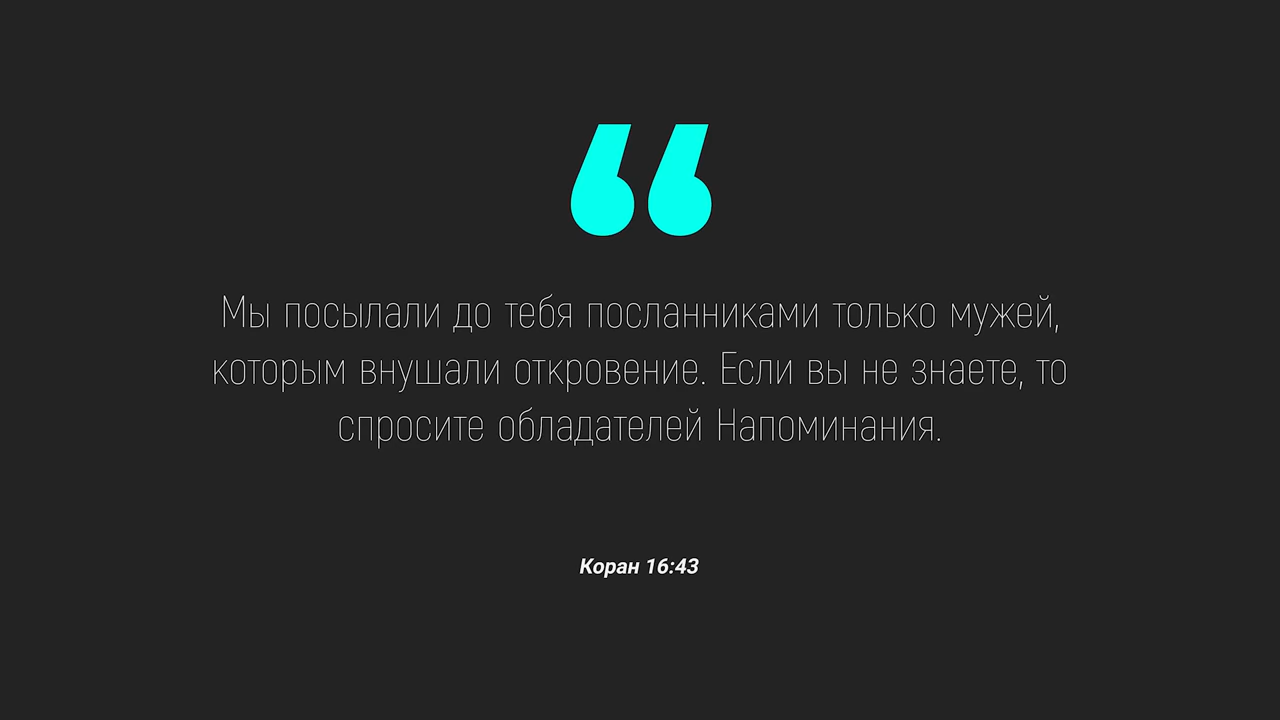 Мы посылали до тебя посланниками только мужей,
которым внушали откровение. Если вы не знаете, то
спросите обладателей Напоминания.
Коран 16:43